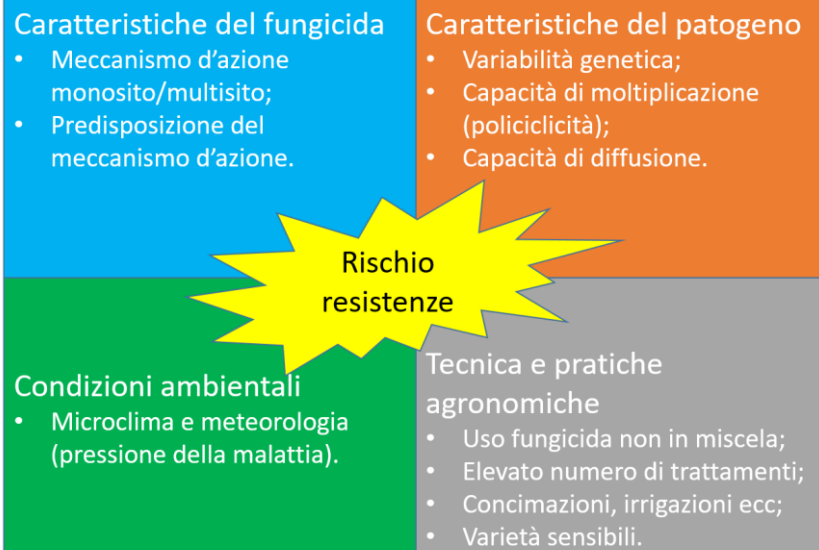 Caratteristiche del fungicida
• Meccanismo d'azione
monosito/multisito;
• Predisposizione del
meccanismo d'azione.
Caratteristiche del patogeno
• Variabilità genetica;
• Capacità di moltiplicazione
(policiclicità);
• Capacità di diffusione.
Rischio
resistenze
Condizioni ambientali
• Microclima e meteorologia
(pressione della malattia).
Tecnica e pratiche
agronomiche
• Uso fungicida non in miscela;
• Elevato numero di trattamenti;
• Concimazioni, irrigazioni ecc;
• Varietà sensibili.